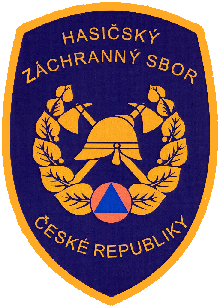 HASIČSKÝ
ZÁCHRANNÝ SBOR
ČESKÉ REPUBLIKY